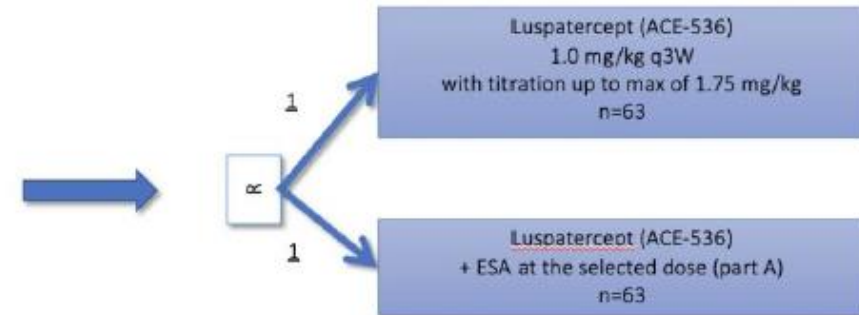 Luspatercept (ACE-536)
1.0 mg/kg q3W
with titration up to max of 1.75 mg/kg
n=63
1
R
1
Luspatercept (ACE-536)
+ ESA at the selected dose (part A)
n=63